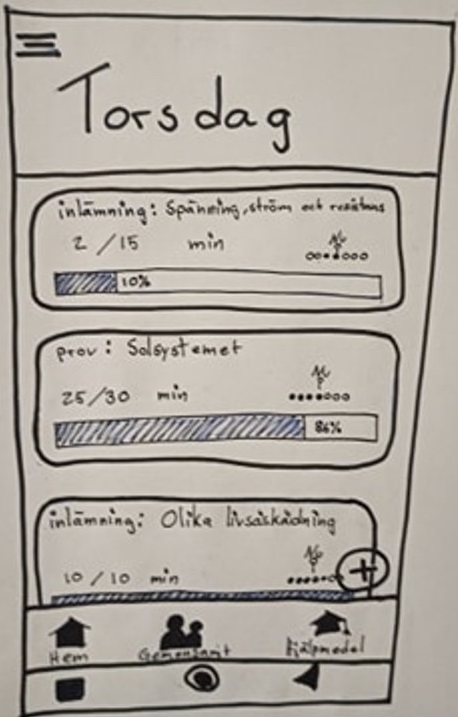 Torsdag
inlämning: Spänning, ström och resistans
2 / 15 min
10%
prov: Solsystemet
25/30 min
86%
inlämning: Olika livsåskådning
10 / 10 min
+
Hem Gemensamt Hjälpmedel